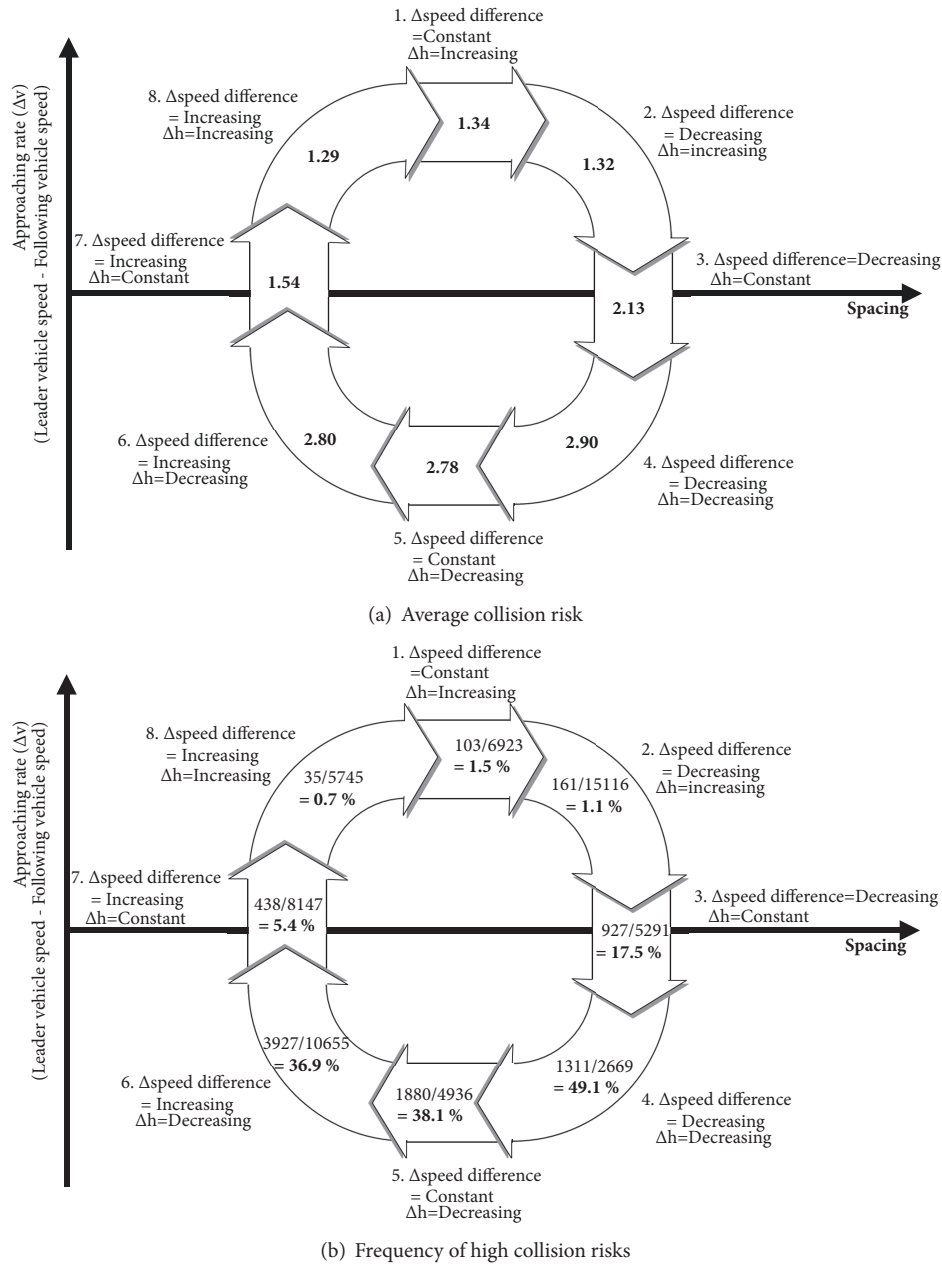 1. Δspeed difference
=Constant
Δh=Increasing
8. Δspeed difference
= Increasing
Δh=Increasing
2. Δspeed difference
= Decreasing
Δh=increasing
1.34
1.29
1.32
Approaching rate (Δv)
(Leader vehicle speed - Following vehicle speed)
7. Δspeed difference
= Increasing
Δh=Constant
3. Δspeed difference=Decreasing
Δh=Constant
1.54
2.13
Spacing
6. Δspeed difference
= Increasing
Δh=Decreasing
2.80
2.78
2.90
4. Δspeed difference
= Decreasing
Δh=Decreasing
5. Δspeed difference
= Constant
Δh=Decreasing
(a) Average collision risk
1. Δspeed difference
=Constant
Δh=Increasing
8. Δspeed difference
= Increasing
Δh=Increasing
2. Δspeed difference
= Decreasing
Δh=increasing
103/6923
= 1.5 %
35/5745
= 0.7 %
161/15116
= 1.1 %
Approaching rate (Δv)
(Leader vehicle speed - Following vehicle speed)
7. Δspeed difference
= Increasing
Δh=Constant
3. Δspeed difference=Decreasing
Δh=Constant
438/8147
= 5.4 %
927/5291
= 17.5 %
Spacing
3927/10655
= 36.9 %
1880/4936
= 38.1 %
1311/2669
= 49.1 %
6. Δspeed difference
= Increasing
Δh=Decreasing
4. Δspeed difference
= Decreasing
Δh=Decreasing
5. Δspeed difference
= Constant
Δh=Decreasing
(b) Frequency of high collision risks